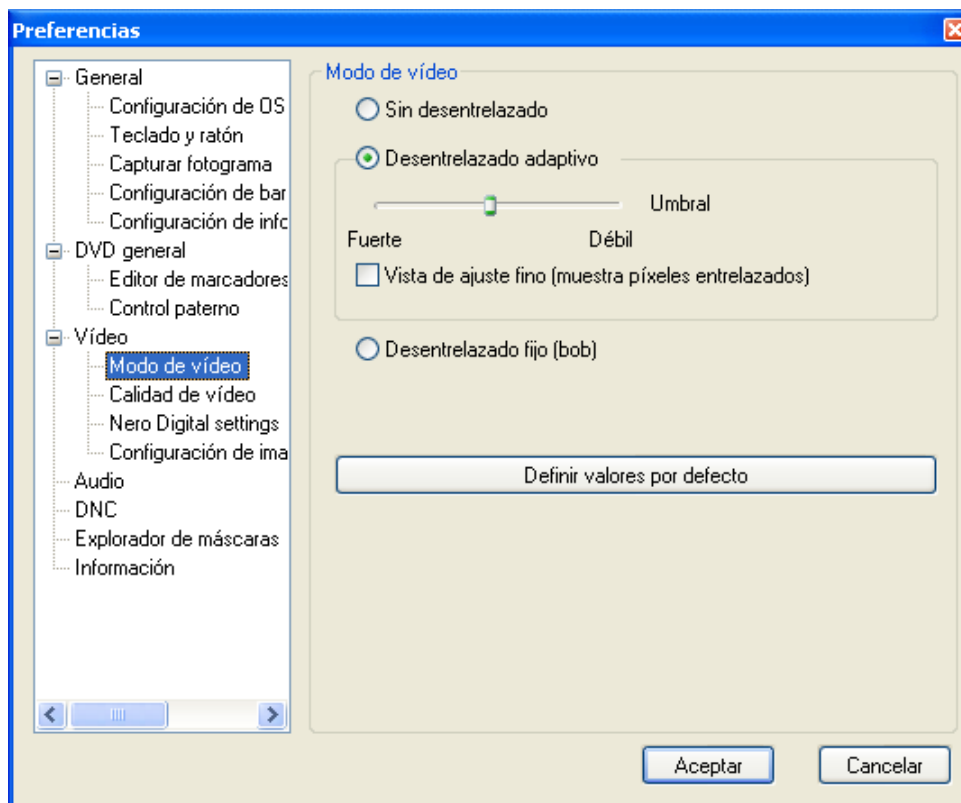 Preferencias
General
Configuración de OS
Teclado y ratón
Capturar fotograma
Configuración de bar
Configuración de infc
DVD general
Editor de marcadores
Control paterno
Vídeo
Modo de vídeo
Calidad de vídeo
Nero Digital settings
Configuración de ima
Audio
DNC
Explorador de máscaras
Información
Modo de vídeo
Sin desentrelazado
Desentrelazado adaptivo
Umbral
Fuerte Débil
Vista de ajuste fino (muestra píxeles entrelazados)
Desentrelazado fijo (bob)
Definir valores por defecto
Aceptar Cancelar